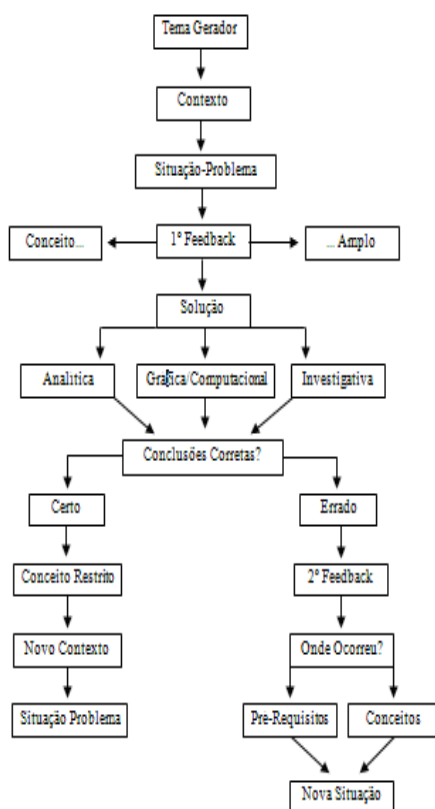 Tema Gerador
Contexto
Situação-Problema
Conceito...
1º Feedback
... Amplo
Solução
Analítica
Gráfica/Computacional
Investigativa
Conclusões Corretas?
Certo
Errado
Conceito Restrito
2º Feedback
Novo Contexto
Onde Ocorreu?
Situação Problema
Pre-Requisitos
Conceitos
Nova Situação